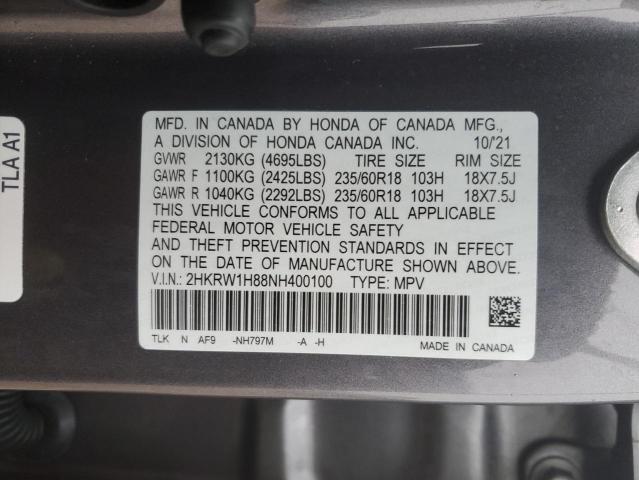 TLA A1
MFD. IN CANADA BY HONDA OF CANADA MFG.,
A DIVISION OF HONDA CANADA INC. 10/'21
GVWR 2130KG (4695LBS) TIRE SIZE RIM SIZE
GAWR F 1100KG (2425LBS) 235/60R18 103H 18X7.5J
GAWR R 1040KG (2292LBS) 235/60R18 103H 18X7.5J
THIS VEHICLE CONFORMS TO ALL APPLICABLE
FEDERAL MOTOR VEHICLE SAFETY
AND THEFT PREVENTION STANDARDS IN EFFECT
ON THE DATE OF MANUFACTURE SHOWN ABOVE.
V.I.N.: 2HKRW1H88NH400100 TYPE: MPV
TLK N AF9 -NH797M -A -H
MADE IN CANADA